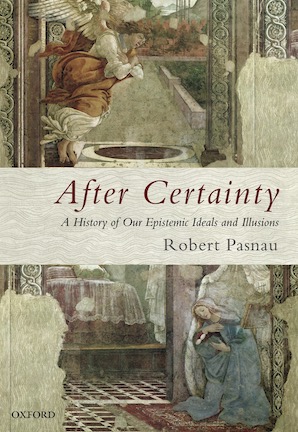 After Certainty
A History of Our Epistemic Ideals and Illusions
Robert Pasnau
OXFORD